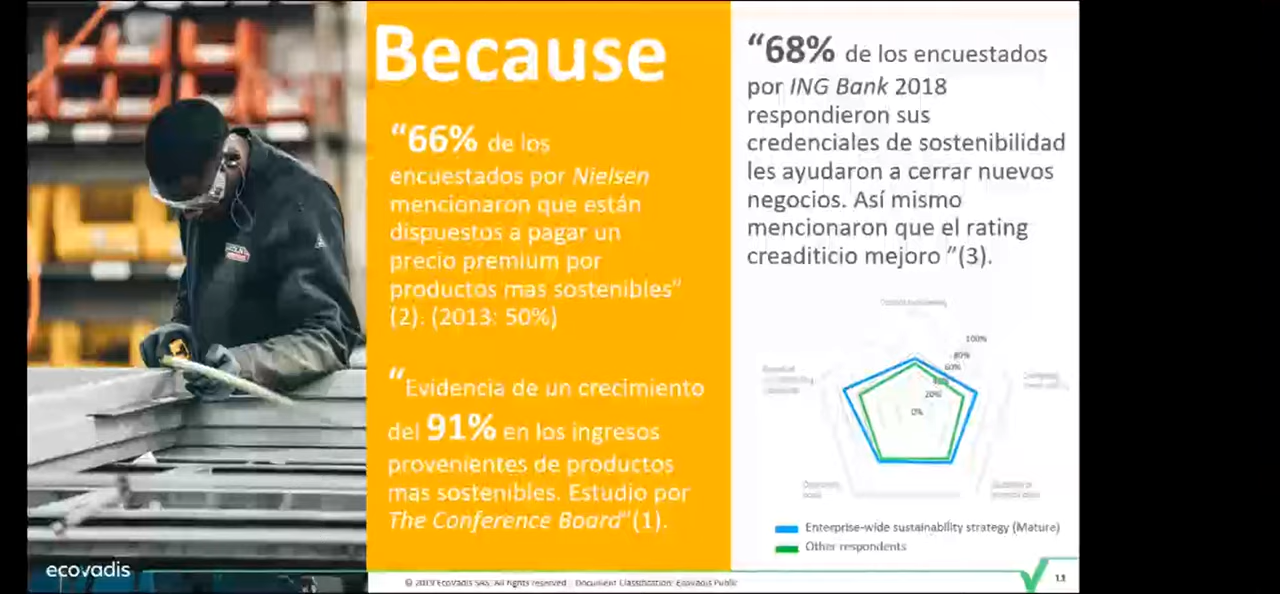 Because
“66% de los
encuestados por Nielsen
mencionaron que están
dispuestos a pagar un
precio premium por
productos mas sostenibles”
(2). (2013: 50%)
“Evidencia de un crecimiento
del 91% en los ingresos
provenientes de productos
mas sostenibles. Estudio por
The Conference Board”(1).
“68% de los encuestados
por ING Bank 2018
respondieron sus
credenciales de sostenibilidad
les ayudaron a cerrar nuevos
negocios. Así mismo
mencionaron que el rating
creaditicio mejoro ”(3).
100%
80%
60%
20%
0%
Enterprise-wide sustainability strategy (Mature)
Other respondents
ecovadis
© 2019 EcoVadis SAS. All rights reserved - Document Classification: EcoVadis Public
11